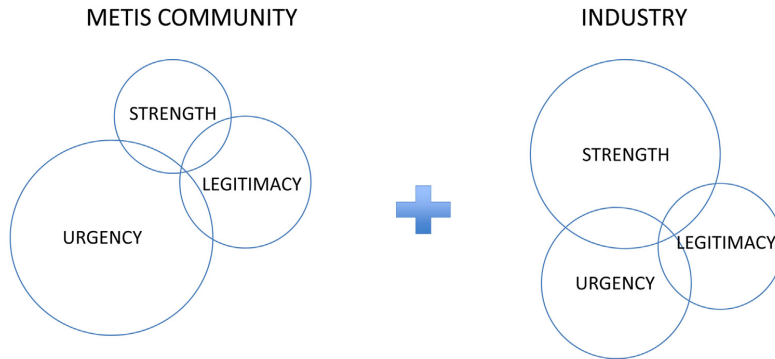 METIS COMMUNITY
STRENGTH
LEGITIMACY
URGENCY
INDUSTRY
STRENGTH
LEGITIMACY
URGENCY